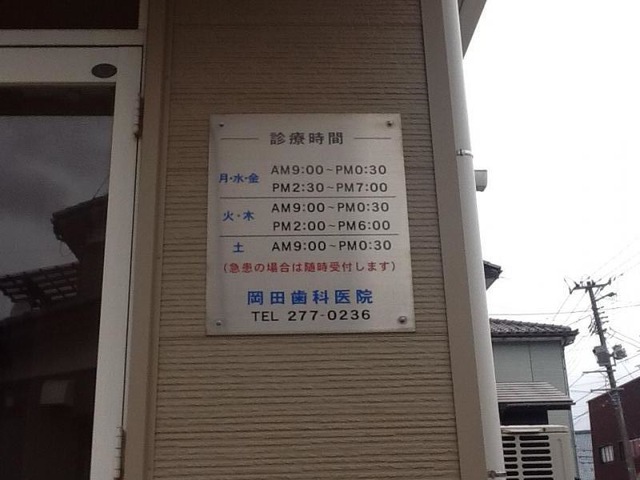 診療時間
月・水・金 AM9:00~PM0:30
PM2:30~PM7:00
火・木 AM9:00~PM0:30
PM2:00~PM6:00
土 AM9:00~PM0:30
(急患の場合は随時受付します)
岡田歯科医院
TEL 277-0236